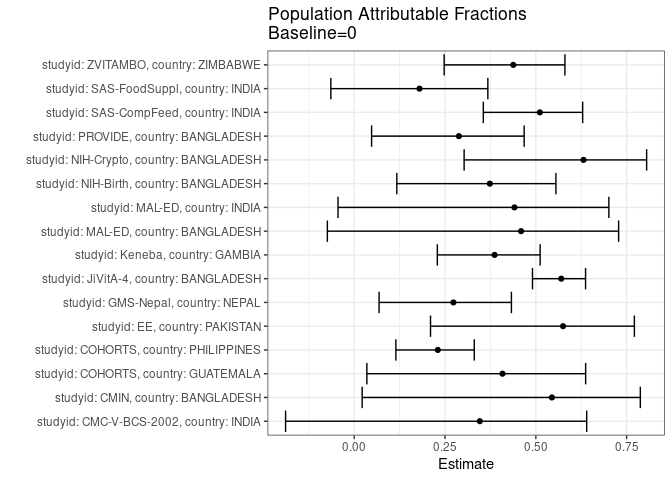 Population Attributable Fractions
Baseline=0
studyid: ZVITAMBO, country: ZIMBABWE
studyid: SAS-FoodSuppl, country: INDIA
studyid: SAS-CompFeed, country: INDIA
studyid: PROVIDE, country: BANGLADESH
studyid: NIH-Crypto, country: BANGLADESH
studyid: NIH-Birth, country: BANGLADESH
studyid: MAL-ED, country: INDIA
studyid: MAL-ED, country: BANGLADESH
studyid: Keneba, country: GAMBIA
studyid: JiVitA-4, country: BANGLADESH
studyid: GMS-Nepal, country: NEPAL
studyid: EE, country: PAKISTAN
studyid: COHORTS, country: PHILIPPINES
studyid: COHORTS, country: GUATEMALA
studyid: CMIN, country: BANGLADESH
studyid: CMC-V-BCS-2002, country: INDIA
0.00 0.25 0.50 0.75
Estimate